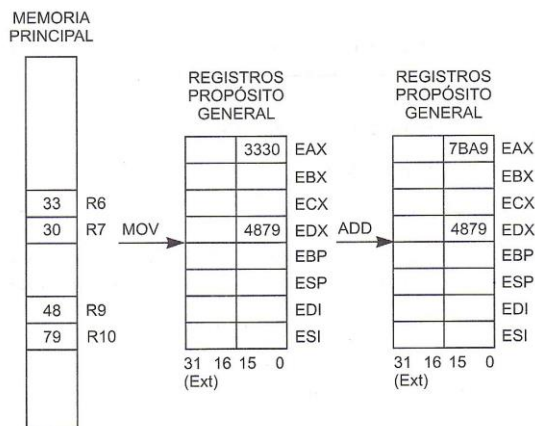 MEMORIA
PRINCIPAL
33 R6
30 R7
48 R9
79 R10
MOV
REGISTROS
PROPÓSITO
GENERAL
3330 EAX
EBX
ECX
4879 EDX
EBP
ESP
EDI
ESI
31 16 15 0
(Ext)
ADD
REGISTROS
PROPÓSITO
GENERAL
7BA9 EAX
EBX
ECX
4879 EDX
EBP
ESP
EDI
ESI
31 16 15 0
(Ext)